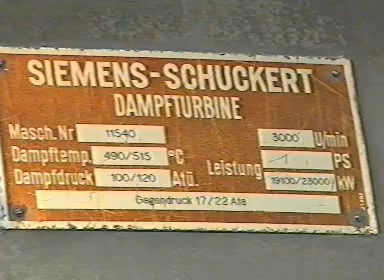 SIEMENS-SCHUCKERT
DAMPFTURBINE
Masch. Nr 11540 3000 U/min
Dampftemp. 490/515 °C Leistung PS
Dampfdruck 100/120 Atü. 19100/23000 kW
Gegendruck 17/22 Ata